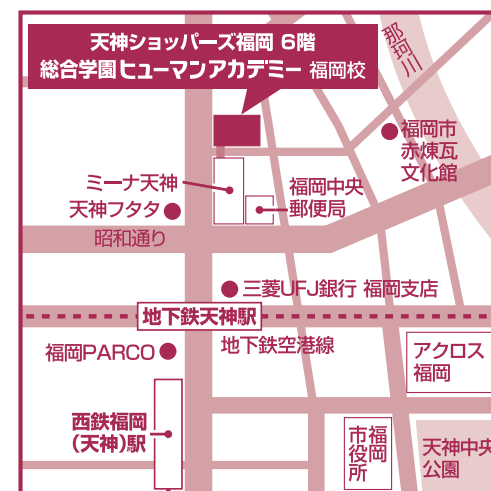 天神ショッパーズ福岡 6階
総合学園ヒューマンアカデミー 福岡校
那珂川
福岡市
赤煉瓦
文化館
ミーナ天神
天神フタタ
福岡中央
郵便局
昭和通り
三菱UFJ銀行 福岡支店
地下鉄天神駅
地下鉄空港線
福岡PARCO
アクロス
福岡
西鉄福岡
(天神)駅
福岡
市役所
天神中央
公園